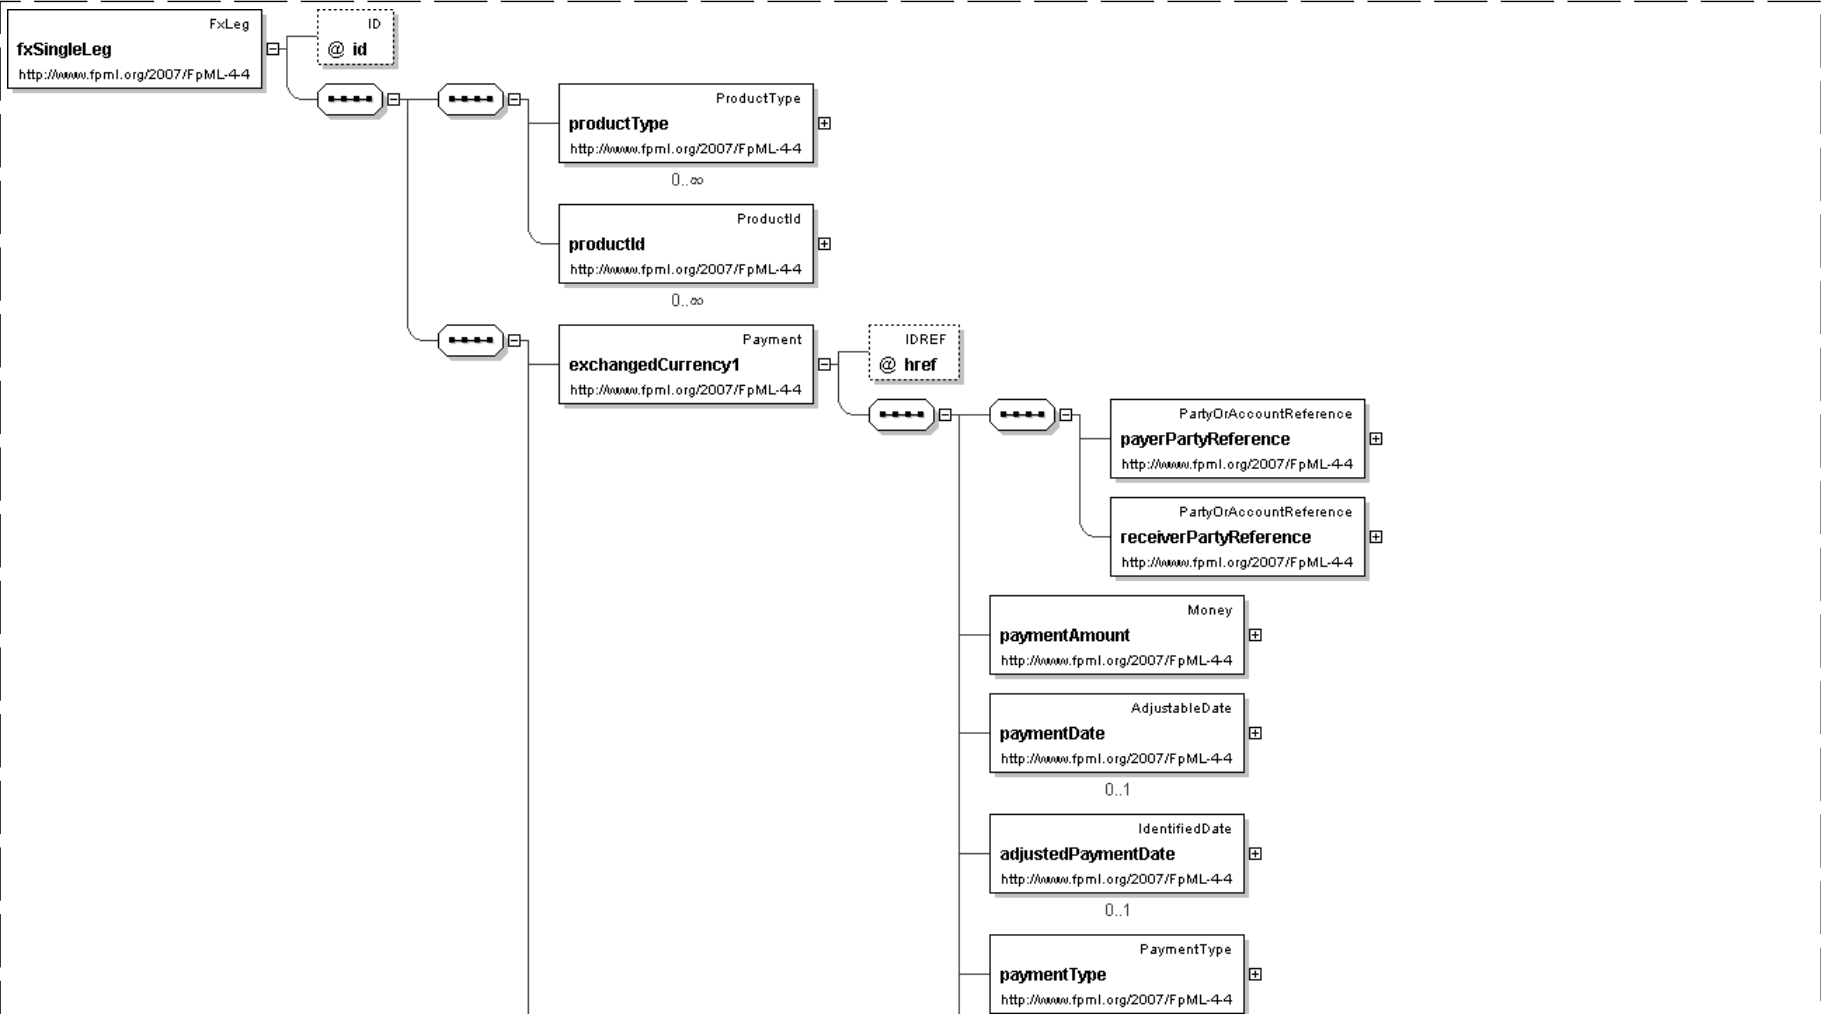 FxLeg
fxSingleLeg
http://www.fpml.org/2007/FpML-4-4
ID
@ id
ProductType
productType
http://www.fpml.org/2007/FpML-4-4
0..∞
ProductId
productId
http://www.fpml.org/2007/FpML-4-4
0..∞
Payment
exchangedCurrency1
http://www.fpml.org/2007/FpML-4-4
IDREF
@ href
PartyOrAccountReference
payerPartyReference
http://www.fpml.org/2007/FpML-4-4
PartyOrAccountReference
receiverPartyReference
http://www.fpml.org/2007/FpML-4-4
Money
paymentAmount
http://www.fpml.org/2007/FpML-4-4
AdjustableDate
paymentDate
http://www.fpml.org/2007/FpML-4-4
0..1
IdentifiedDate
adjustedPaymentDate
http://www.fpml.org/2007/FpML-4-4
0..1
PaymentType
paymentType
http://www.fpml.org/2007/FpML-4-4